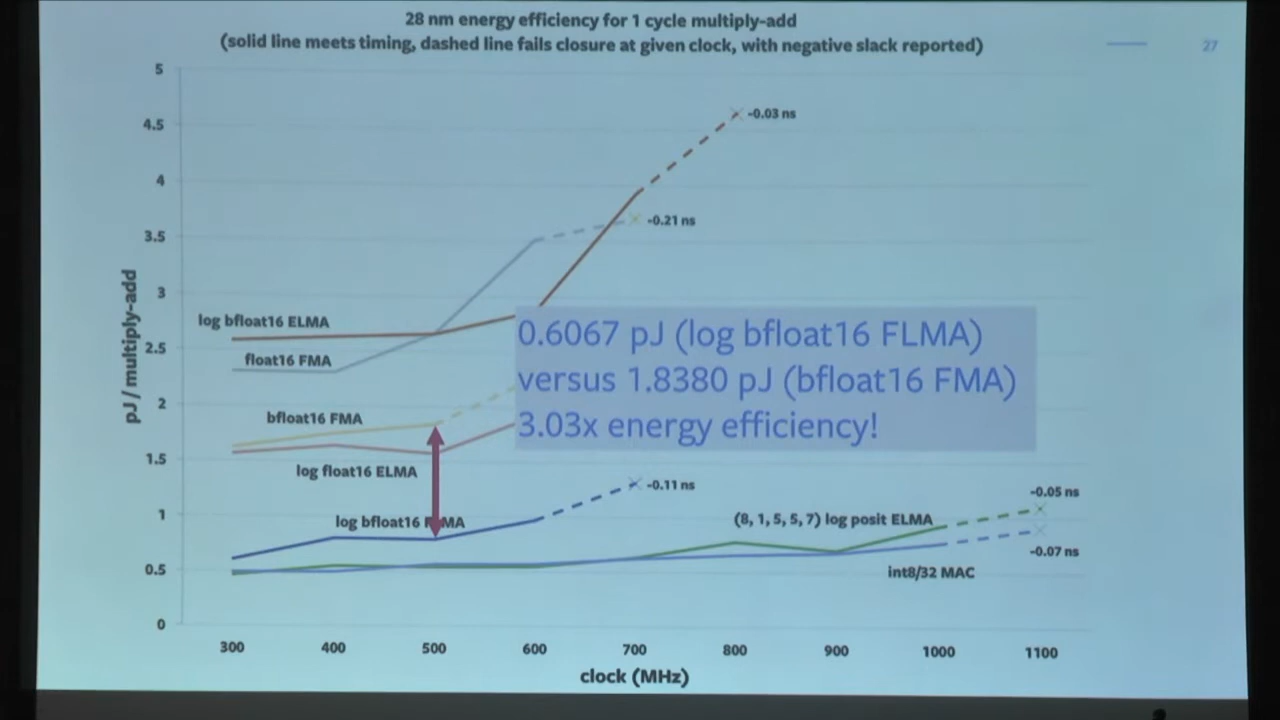 28 nm energy efficiency for 1 cycle multiply-add
(solid line meets timing, dashed line fails closure at given clock, with negative slack reported)
27
5
4.5
4
3.5
3
2.5
2
1.5
1
0.5
0
pJ / multiply-add
-0.03 ns
-0.21 ns
log bfloat16 ELMA
float16 FMA
bfloat16 FMA
log float16 ELMA
0.6067 pJ (log bfloat16 FLMA)
versus 1.8380 pJ (bfloat16 FMA)
3.03x energy efficiency!
-0.11 ns
log bfloat16 MA
(8, 1, 5, 5, 7) log posit ELMA
-0.05 ns
-0.07 ns
int8/32 MAC
300
400
500
600
700
800
900
1000
1100
clock (MHz)